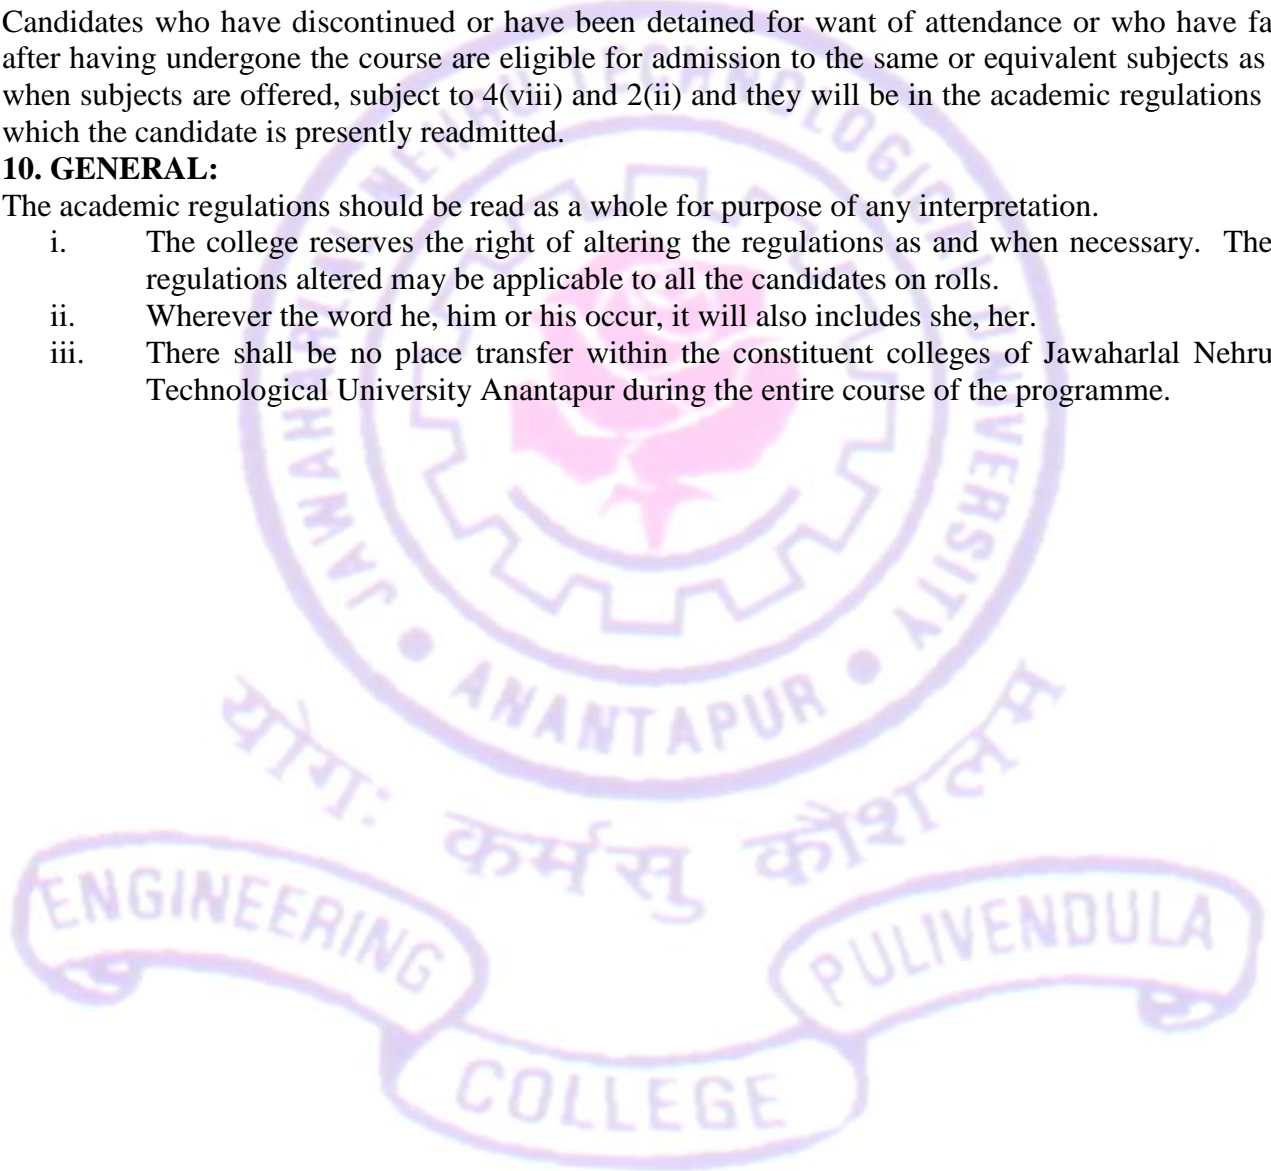 Candidates who have discontinued or have been detained for want of attendance or who have fa
after having undergone the course are eligible for admission to the same or equivalent subjects as
when subjects are offered, subject to 4(viii) and 2(ii) and they will be in the academic regulations
which the candidate is presently readmitted.
10. GENERAL:
The academic regulations should be read as a whole for purpose of any interpretation.
i. The college reserves the right of altering the regulations as and when necessary. The
regulations altered may be applicable to all the candidates on rolls.
ii. Wherever the word he, him or his occur, it will also includes she, her.
iii. There shall be no place transfer within the constituent colleges of Jawaharlal Nehru
Technological University Anantapur during the entire course of the programme.
JAWAHARLAL NEHRU TECHNOLOGICAL UNIVERSITY
ANANTAPUR
योग: कर्मसु कौशलम
ENGINEERING
COLLEGE
PULIVENDULA